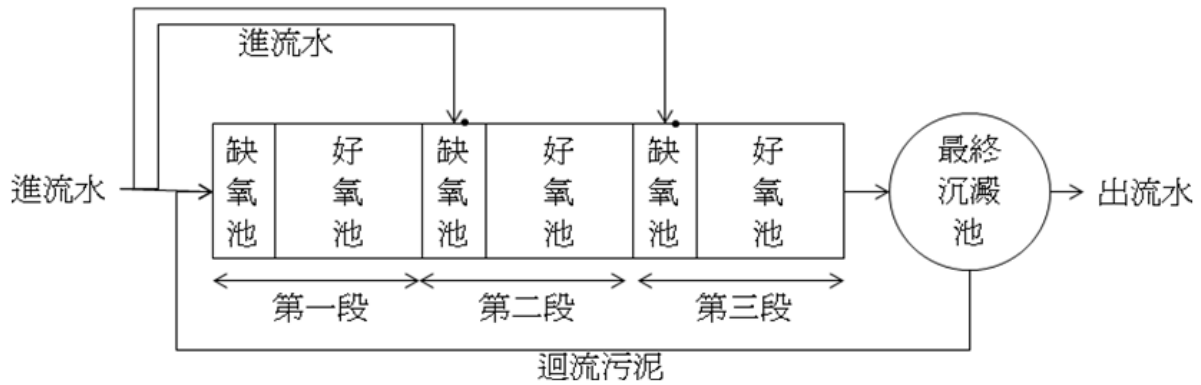 進流水
進流水
缺氧池
好氧池
缺氧池
好氧池
缺氧池
好氧池
最終沉澱池
出流水
第一段
第二段
第三段
迴流污泥